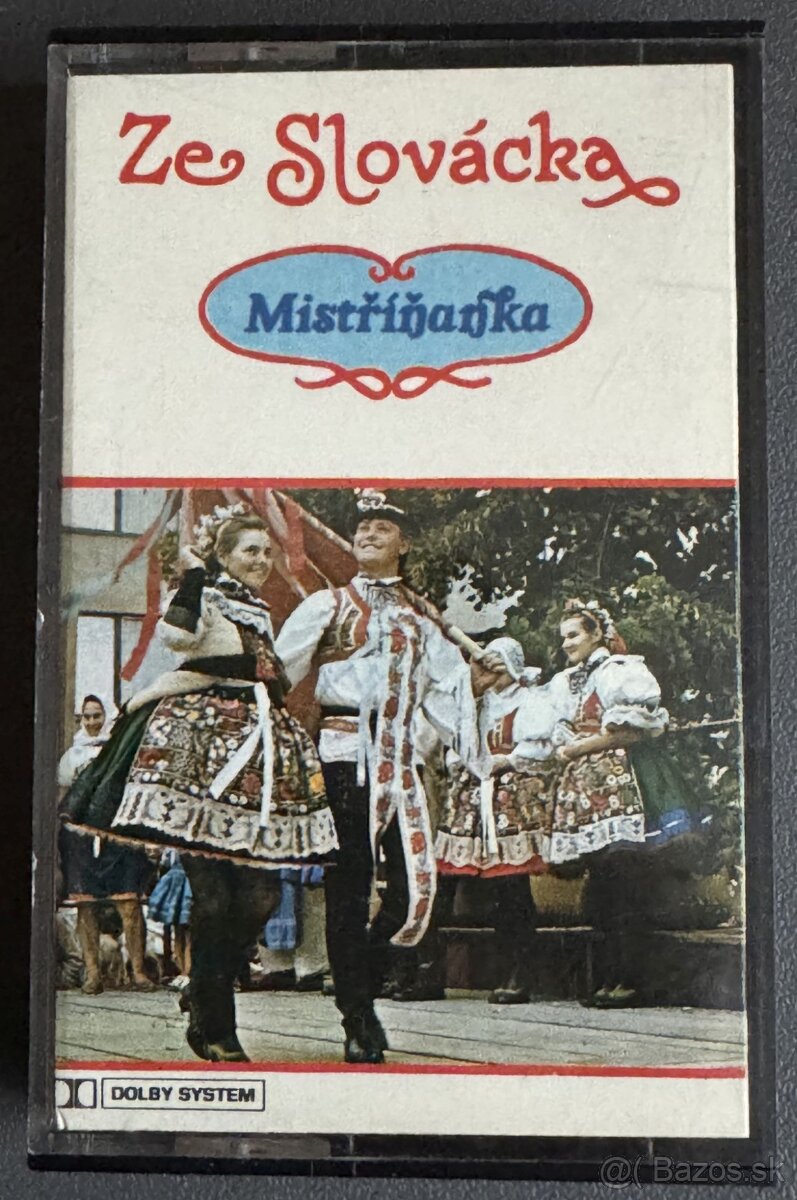 Ze Slovácka
Mistříňanka
DOLBY SYSTEM
@( Bazos.sk